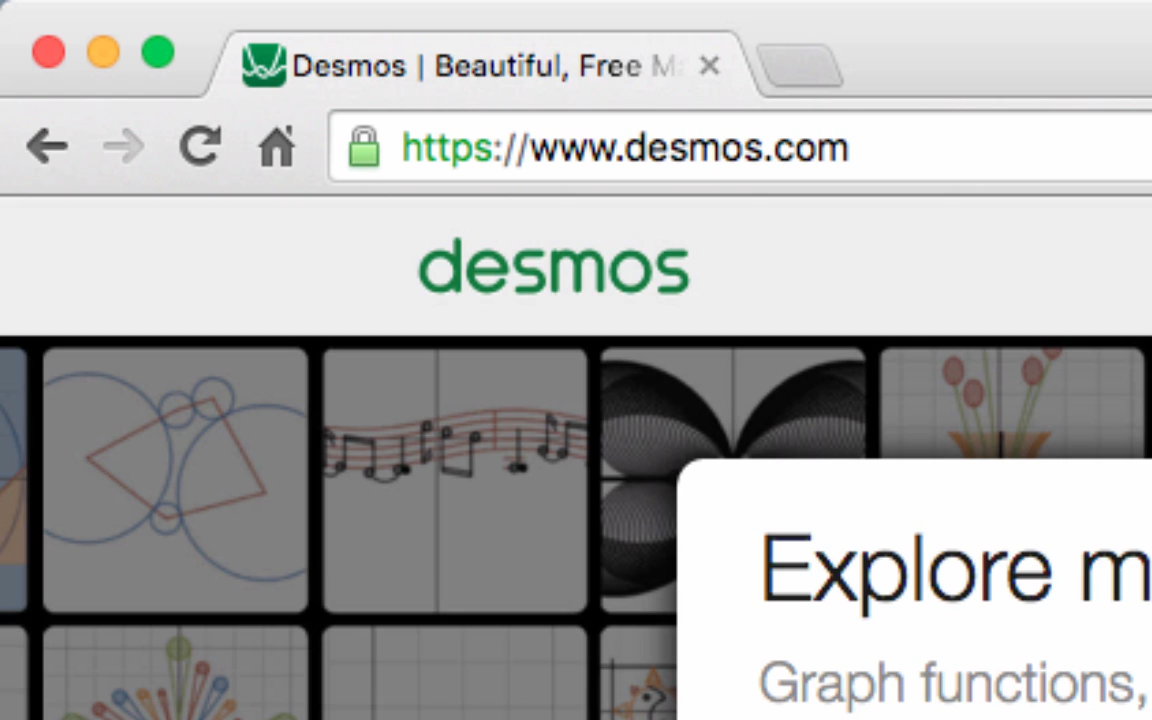 Desmos | Beautiful, Free M
https://www.desmos.com
desmos
Explore m
Graph functions,